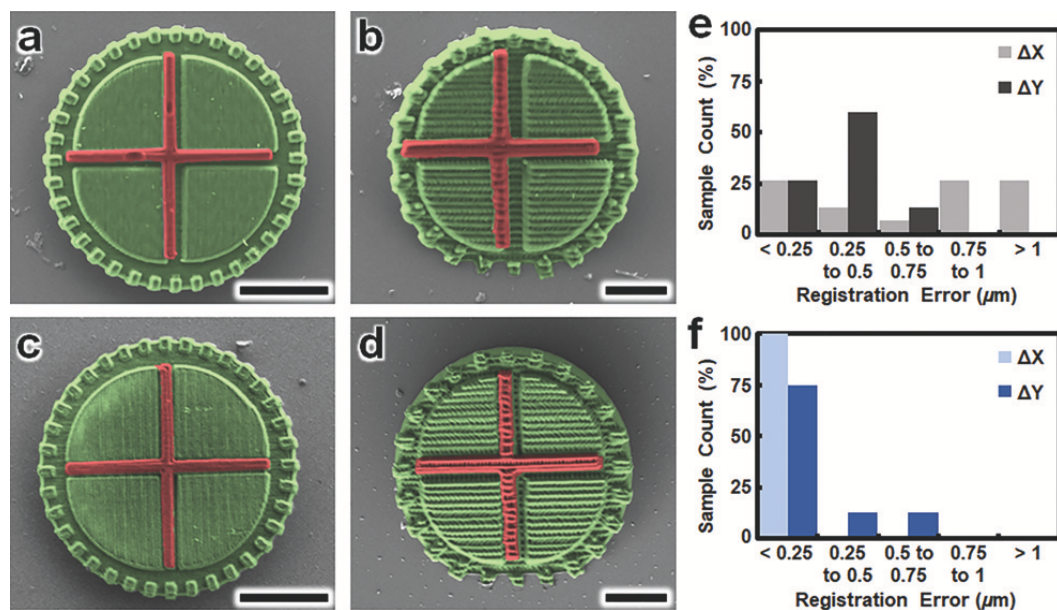 a
b
c
d
e
100
75
50
25
0
Sample Count (%)
ΔX
ΔY
< 0.25
0.25
to 0.5
0.5 to
0.75
0.75
to 1
> 1
Registration Error (µm)
f
100
75
50
25
0
Sample Count (%)
ΔX
ΔY
< 0.25
0.25
to 0.5
0.5 to
0.75
0.75
to 1
> 1
Registration Error (µm)